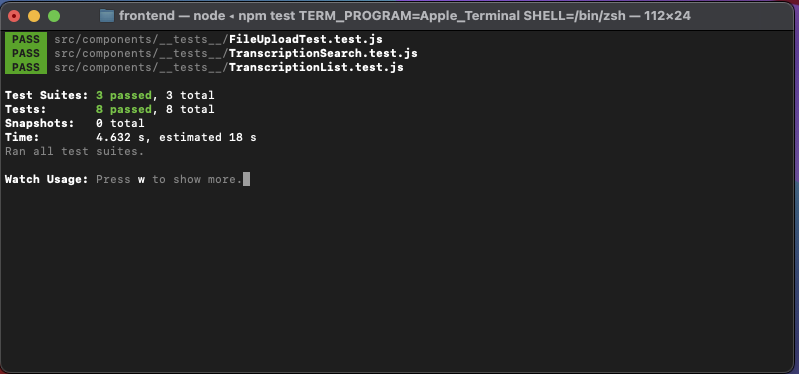 frontend — node ◂ npm test TERM_PROGRAM=Apple_Terminal SHELL=/bin/zsh — 112×24
PASS src/components/__tests__/FileUploadTest.test.js
PASS src/components/__tests__/TranscriptionSearch.test.js
PASS src/components/__tests__/TranscriptionList.test.js
Test Suites: 3 passed, 3 total
Tests: 8 passed, 8 total
Snapshots: 0 total
Time: 4.632 s, estimated 18 s
Ran all test suites.
Watch Usage: Press w to show more.